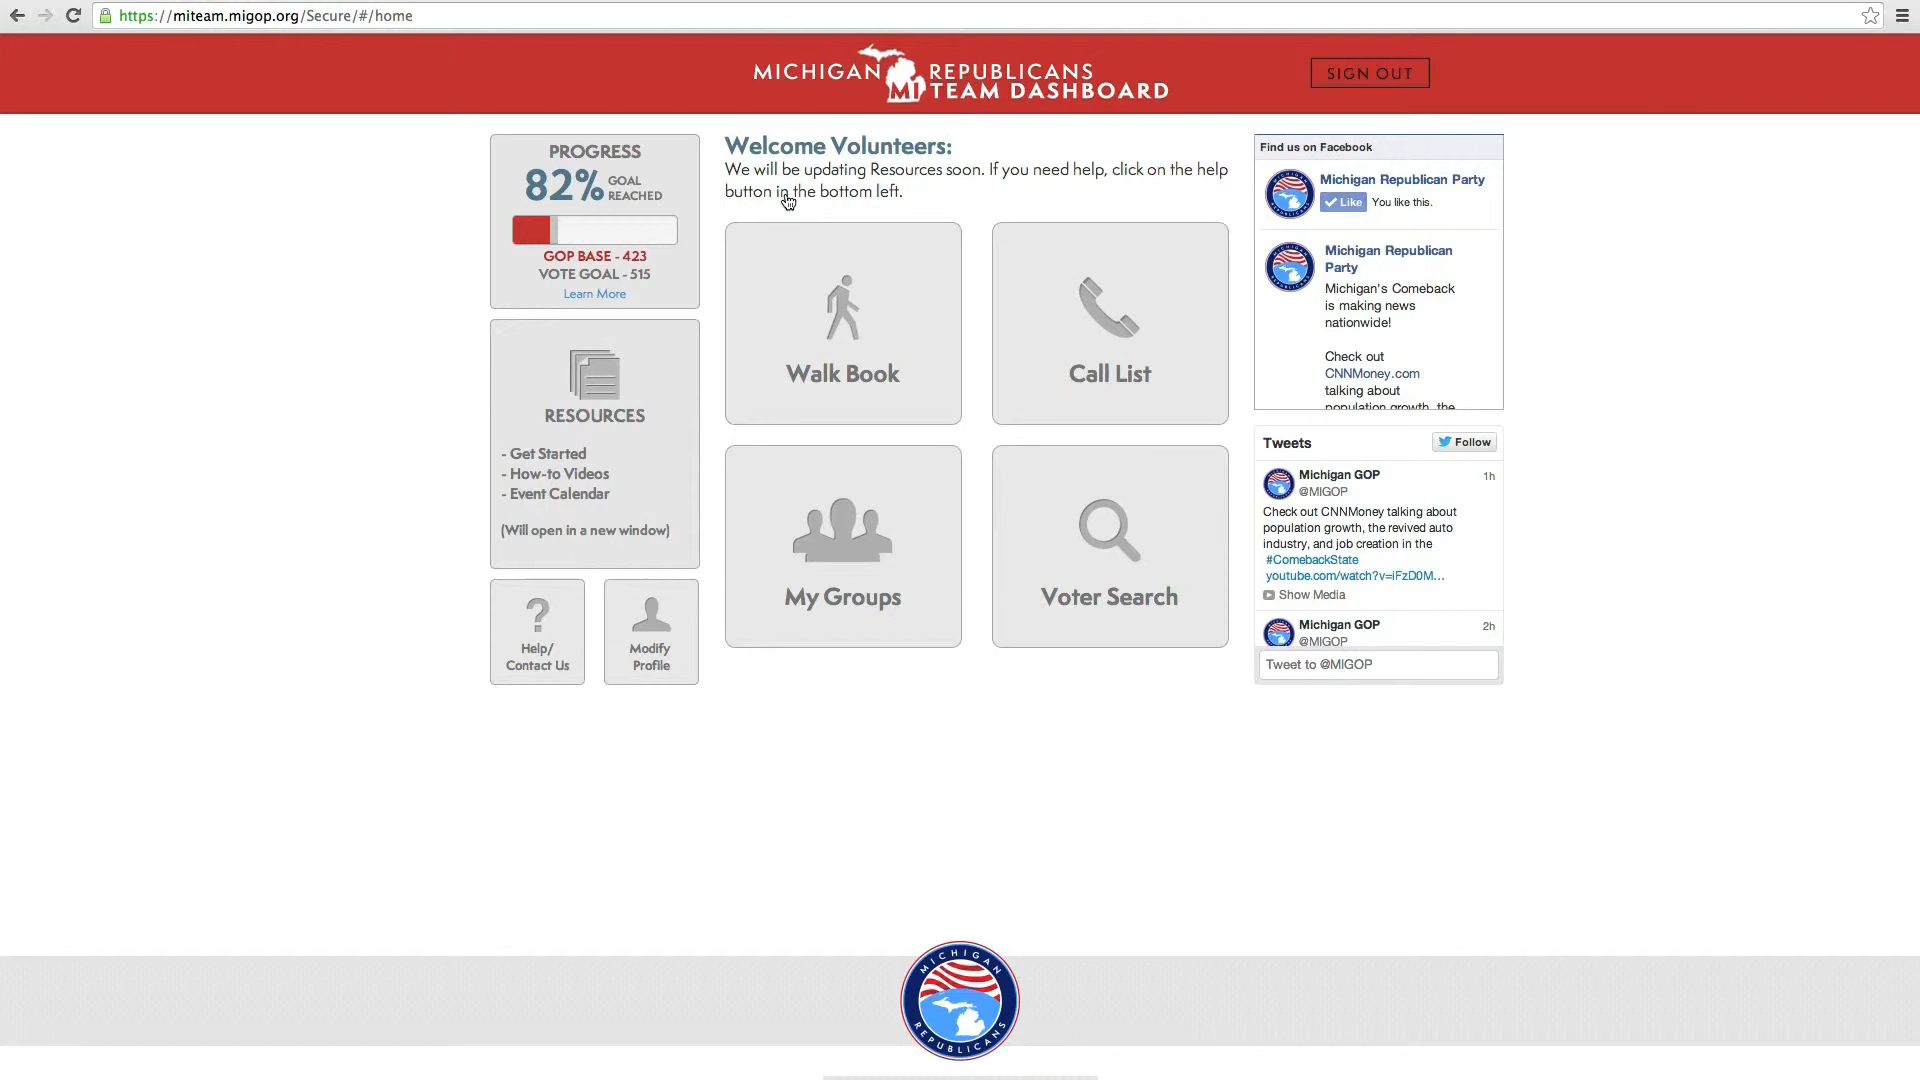 https://miteam.migop.org/Secure/#/home
MICHIGAN REPUBLICANS
MI TEAM DASHBOARD
SIGN OUT
PROGRESS
82% GOAL REACHED
GOP BASE - 423
VOTE GOAL - 515
Learn More
RESOURCES
- Get Started
- How-to Videos
- Event Calendar
(Will open in a new window)
Help/
Contact Us
Modify
Profile
Welcome Volunteers:
We will be updating Resources soon. If you need help, click on the help
button in the bottom left.
Walk Book
Call List
My Groups
Voter Search
Find us on Facebook
Michigan Republican Party
Like You like this.
Michigan Republican
Party
Michigan's Comeback
is making news
nationwide!
Check out
CNNMoney.com
talking about
population growth, the
Tweets
Follow
Michigan GOP 1h
@MIGOP
Check out CNNMoney talking about
population growth, the revived auto
industry, and job creation in the
#ComebackState
youtube.com/watch?v=iFzD0M...
Show Media
Michigan GOP 2h
@MIGOP
Tweet to @MIGOP
MICHIGAN
REPUBLICANS